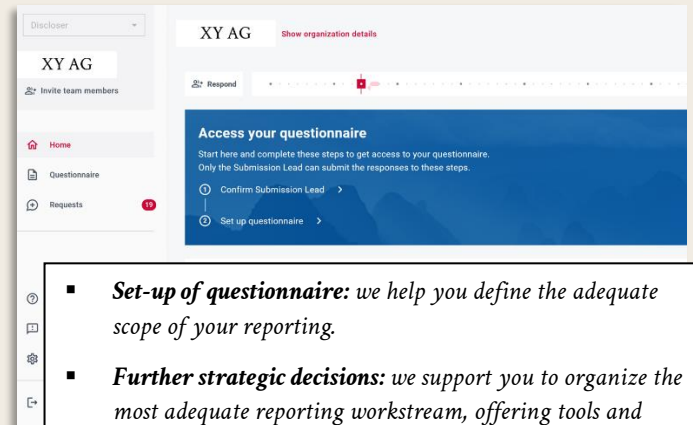 Discloser
XY AG
Invite team members
Home
Questionnaire
Requests 19
XY AG Show organization details
Respond
Access your questionnaire
Start here and complete these steps to get access to your questionnaire.
Only the Submission Lead can submit the responses to these steps.
1 Confirm Submission Lead >
2 Set up questionnaire >
▪ Set-up of questionnaire: we help you define the adequate
scope of your reporting.
▪ Further strategic decisions: we support you to organize the
most adequate reporting workstream, offering tools and